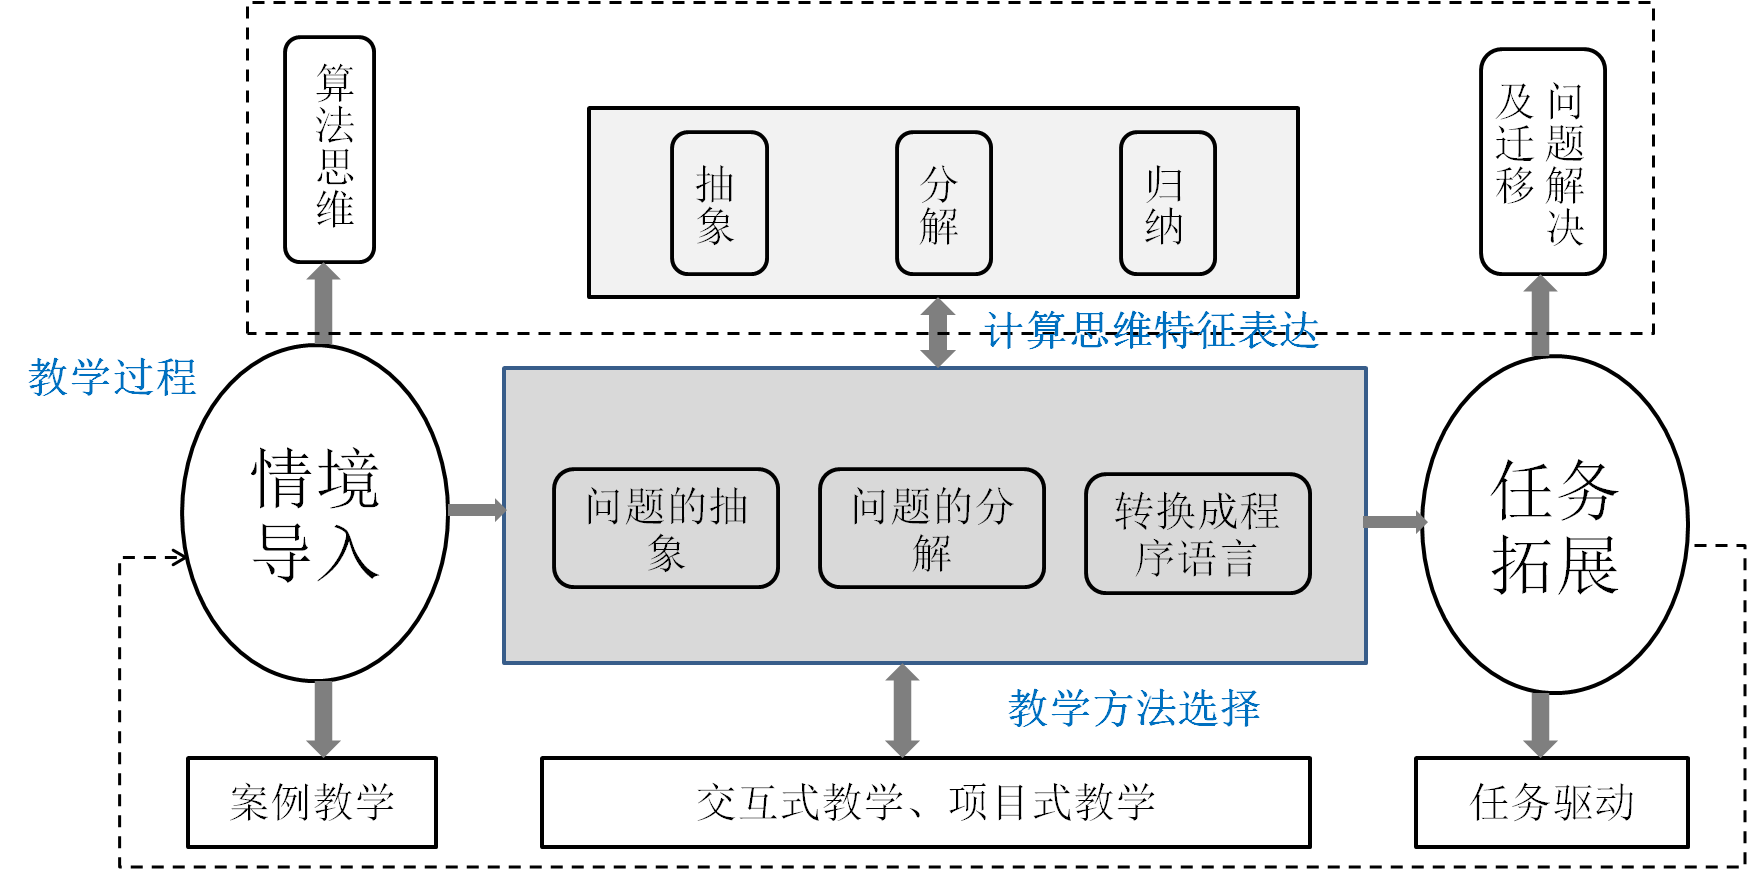 算法思维
抽象
分解
归纳
问题解决
及迁移
计算思维特征表达
教学过程
情境
导入
问题的抽
象
问题的分
解
转换成程
序语言
任务
拓展
教学方法选择
案例教学
交互式教学、项目式教学
任务驱动